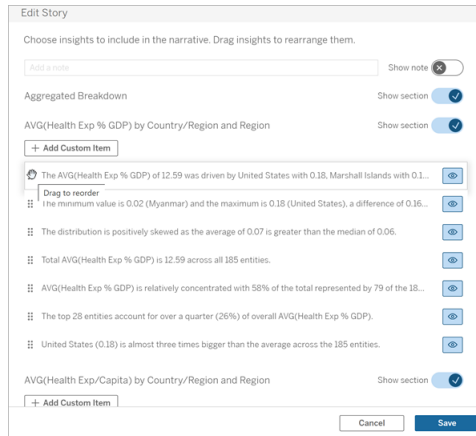 Edit Story
Choose insights to include in the narrative. Drag insights to rearrange them.
Add a note
Show note
Aggregated Breakdown
Show section
AVG(Health Exp % GDP) by Country/Region and Region
Show section
+ Add Custom Item
The AVG(Health Exp % GDP) of 12.59 was driven by United States with 0.18, Marshall Islands with 0.1...
Drag to reorder
The minimum value is 0.02 (Myanmar) and the maximum is 0.18 (United States), a difference of 0.16...
The distribution is positively skewed as the average of 0.07 is greater than the median of 0.06.
Total AVG(Health Exp % GDP) is 12.59 across all 185 entities.
AVG(Health Exp % GDP) is relatively concentrated with 58% of the total represented by 79 of the 18...
The top 28 entities account for over a quarter (26%) of overall AVG(Health Exp % GDP).
United States (0.18) is almost three times bigger than the average across the 185 entities.
AVG(Health Exp/Capita) by Country/Region and Region
Show section
+ Add Custom Item
Cancel
Save